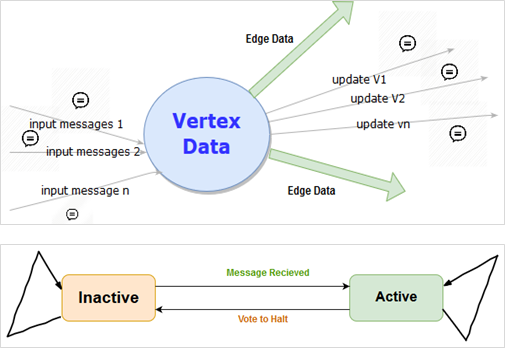 Edge Data
update V1
update V2
update vn
input messages 1
input messages 2
input message n
Vertex
Data
Edge Data
Inactive
Message Recieved
Active
Vote to Halt